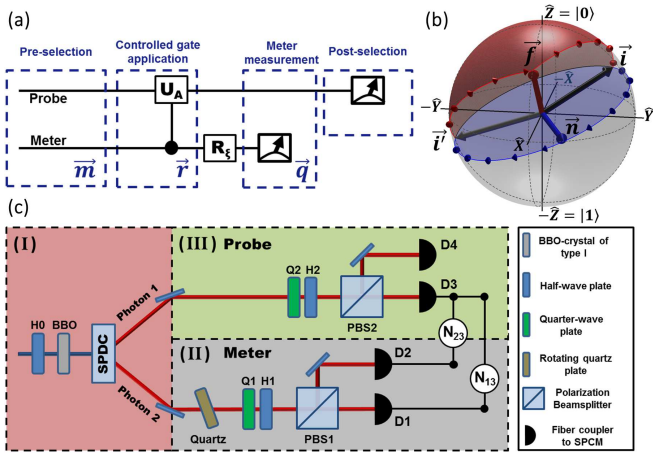 (a)
Pre-selection
Controlled gate
application
Meter
measurement
Post-selection
Probe
U_A
Meter
R_ξ
m⃗
r⃗
q⃗
(b)
Ẑ = |0⟩
f⃗
i⃗
-X̂
-Ŷ
Ŷ
n⃗
i⃗'
X̂
-Ẑ = |1⟩
(c)
(I)
H0 BBO
SPDC
Photon 1
Photon 2
(III) Probe
Q2 H2
PBS2
D4
D3
(II) Meter
Quartz
Q1 H1
PBS1
D2
D1
N23
N13
BBO-crystal of
type I
Half-wave plate
Quarter-wave
plate
Rotating quartz
plate
Polarization
Beamsplitter
Fiber coupler
to SPCM